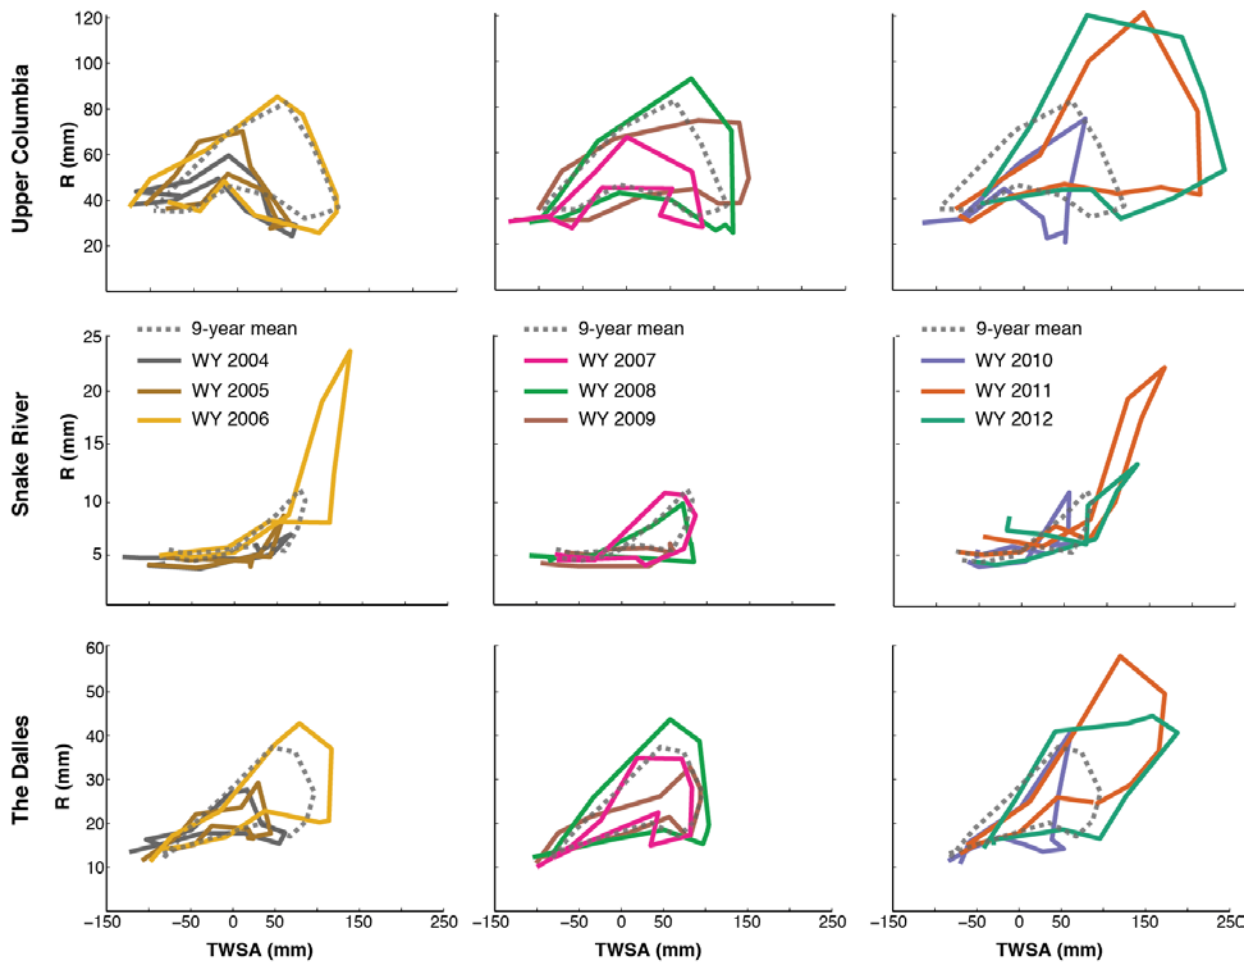 Upper Columbia
R (mm)
120
100
80
60
40
20
Snake River
R (mm)
25
20
15
10
5
9-year mean
WY 2004
WY 2005
WY 2006
9-year mean
WY 2007
WY 2008
WY 2009
9-year mean
WY 2010
WY 2011
WY 2012
The Dalles
R (mm)
60
50
40
30
20
10
−150 −50 0 50 150 250
TWSA (mm)
−150 −50 0 50 150 250
TWSA (mm)
−150 −50 0 50 150 250
TWSA (mm)